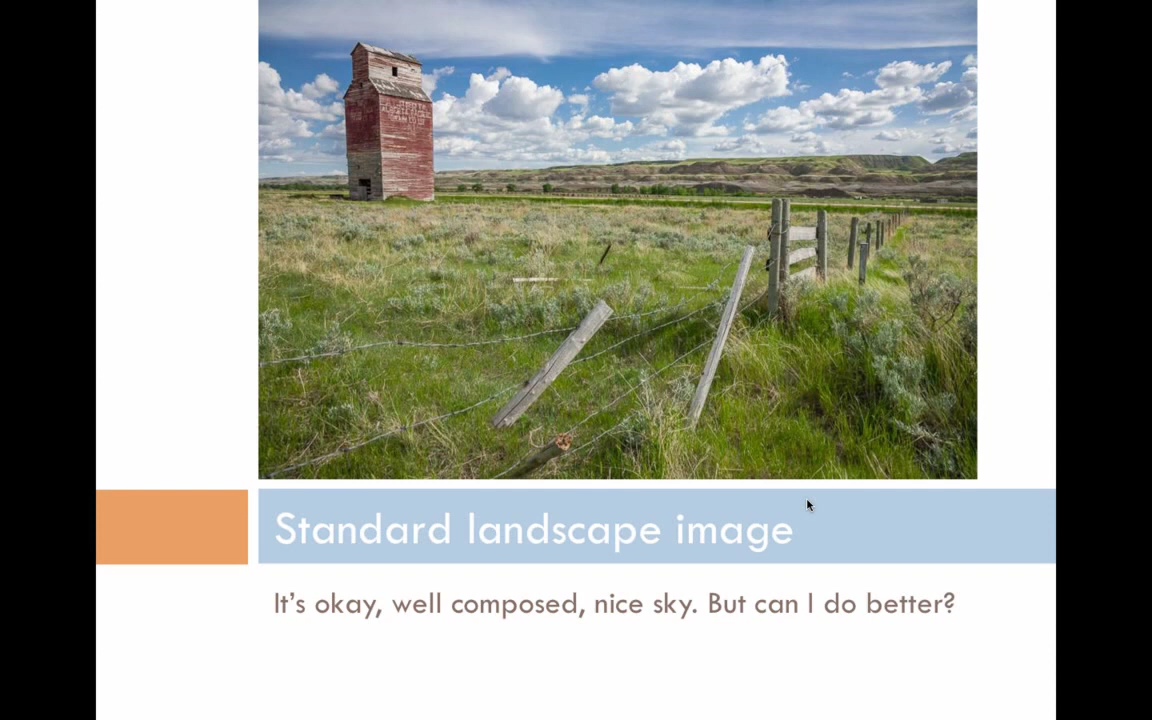 Standard landscape image
It's okay, well composed, nice sky. But can I do better?